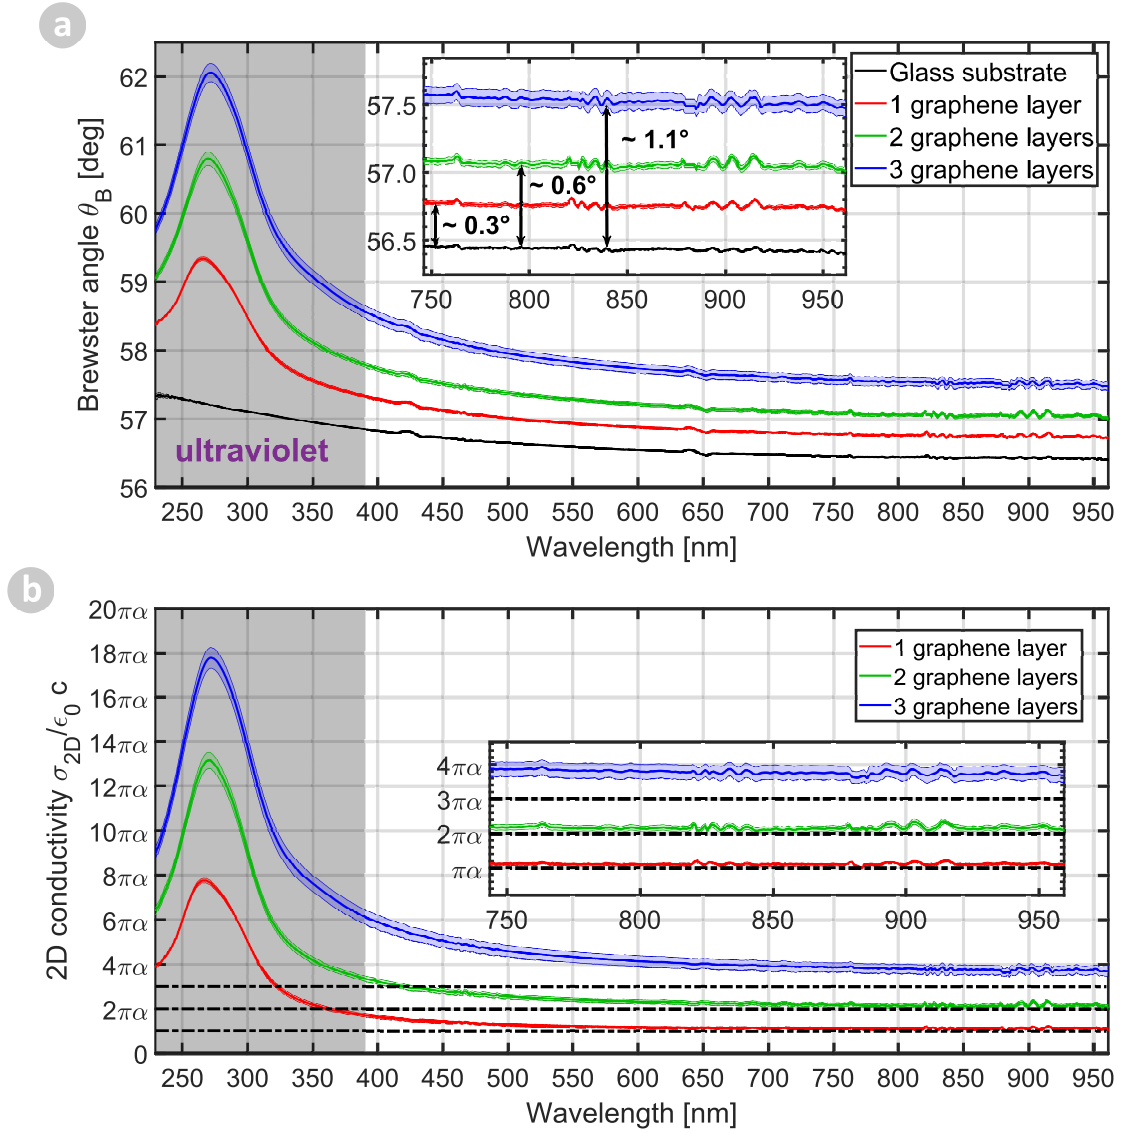 a
Brewster angle θ_B [deg]
62
61
60
59
58
57
56
ultraviolet
57.5
57.0
56.5
~ 1.1°
~ 0.6°
~ 0.3°
750 800 850 900 950
Glass substrate
1 graphene layer
2 graphene layers
3 graphene layers
250 300 350 400 450 500 550 600 650 700 750 800 850 900 950
Wavelength [nm]
b
2D conductivity σ_2D/ϵ_0 c
20πα
18πα
16πα
14πα
12πα
10πα
8πα
6πα
4πα
2πα
0
1 graphene layer
2 graphene layers
3 graphene layers
4πα
3πα
2πα
πα
750 800 850 900 950
250 300 350 400 450 500 550 600 650 700 750 800 850 900 950
Wavelength [nm]